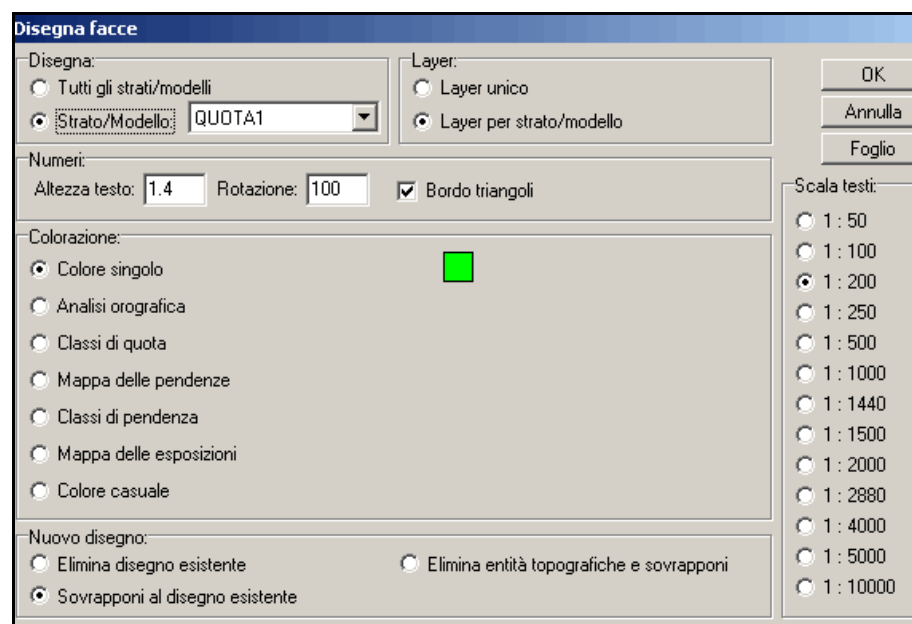 Disegna facce
Disegna:
Tutti gli strati/modelli
Strato/Modello:
QUOTA1
Layer:
Layer unico
Layer per strato/modello
OK
Annulla
Foglio
Numeri:
Altezza testo: 1.4 Rotazione: 100 Bordo triangoli
Colorazione:
Colore singolo
Analisi orografica
Classi di quota
Mappa delle pendenze
Classi di pendenza
Mappa delle esposizioni
Colore casuale
Scala testi:
1 : 50
1 : 100
1 : 200
1 : 250
1 : 500
1 : 1000
1 : 1440
1 : 1500
1 : 2000
1 : 2880
1 : 4000
1 : 5000
1 : 10000
Nuovo disegno:
Elimina disegno esistente
Elimina entità topografiche e sovrapponi
Sovrapponi al disegno esistente